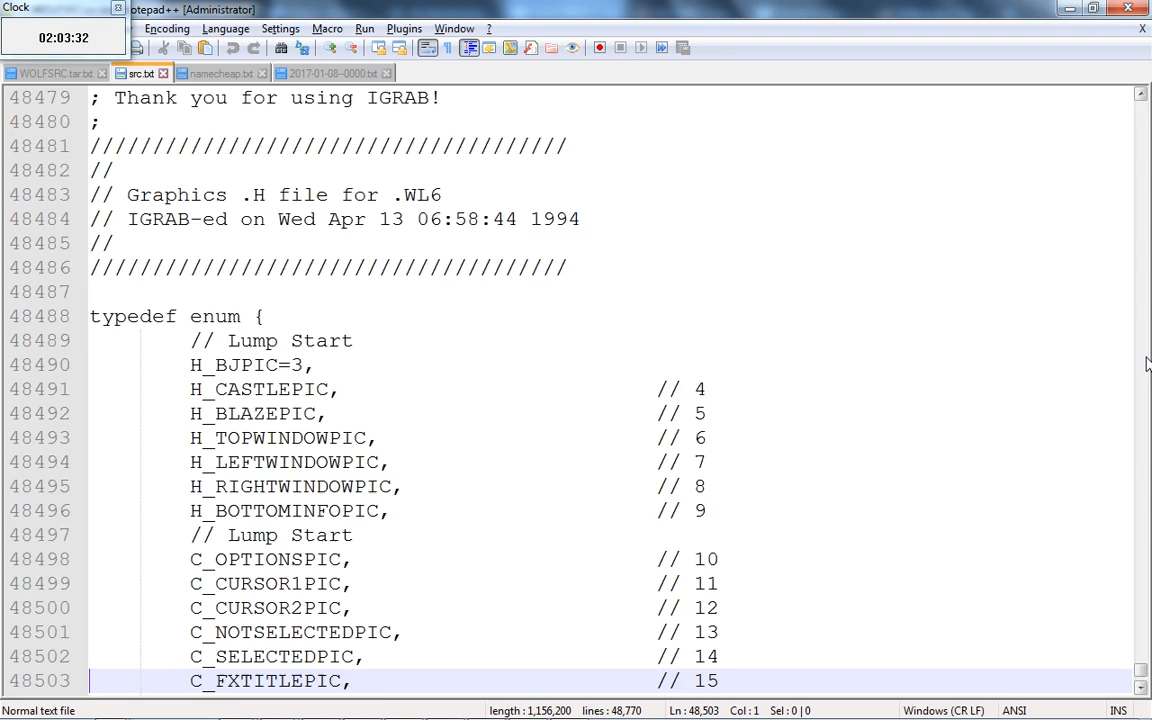 Clock
otepad++ [Administrator]
02:03:32
Encoding Language Settings Macro Run Plugins Window ?
X
WOLFSRC.tar.txt src.txt namecheap.txt 2017-01-08--0000.txt
48479 ; Thank you for using IGRAB!
48480 ;
48481 //////////////////////////////////////
48482 //
48483 // Graphics .H file for .WL6
48484 // IGRAB-ed on Wed Apr 13 06:58:44 1994
48485 //
48486 //////////////////////////////////////
48487
48488 typedef enum {
48489 // Lump Start
48490 H_BJPIC=3,
48491 H_CASTLEPIC, // 4
48492 H_BLAZEPIC, // 5
48493 H_TOPWINDOWPIC, // 6
48494 H_LEFTWINDOWPIC, // 7
48495 H_RIGHTWINDOWPIC, // 8
48496 H_BOTTOMINFOPIC, // 9
48497 // Lump Start
48498 C_OPTIONSPIC, // 10
48499 C_CURSOR1PIC, // 11
48500 C_CURSOR2PIC, // 12
48501 C_NOTSELECTEDPIC, // 13
48502 C_SELECTEDPIC, // 14
48503 C_FXTITLEPIC, // 15
Normal text file length : 1,156,200 lines : 48,770 Ln : 48,503 Col : 1 Sel : 0 | 0 Windows (CR LF) ANSI INS